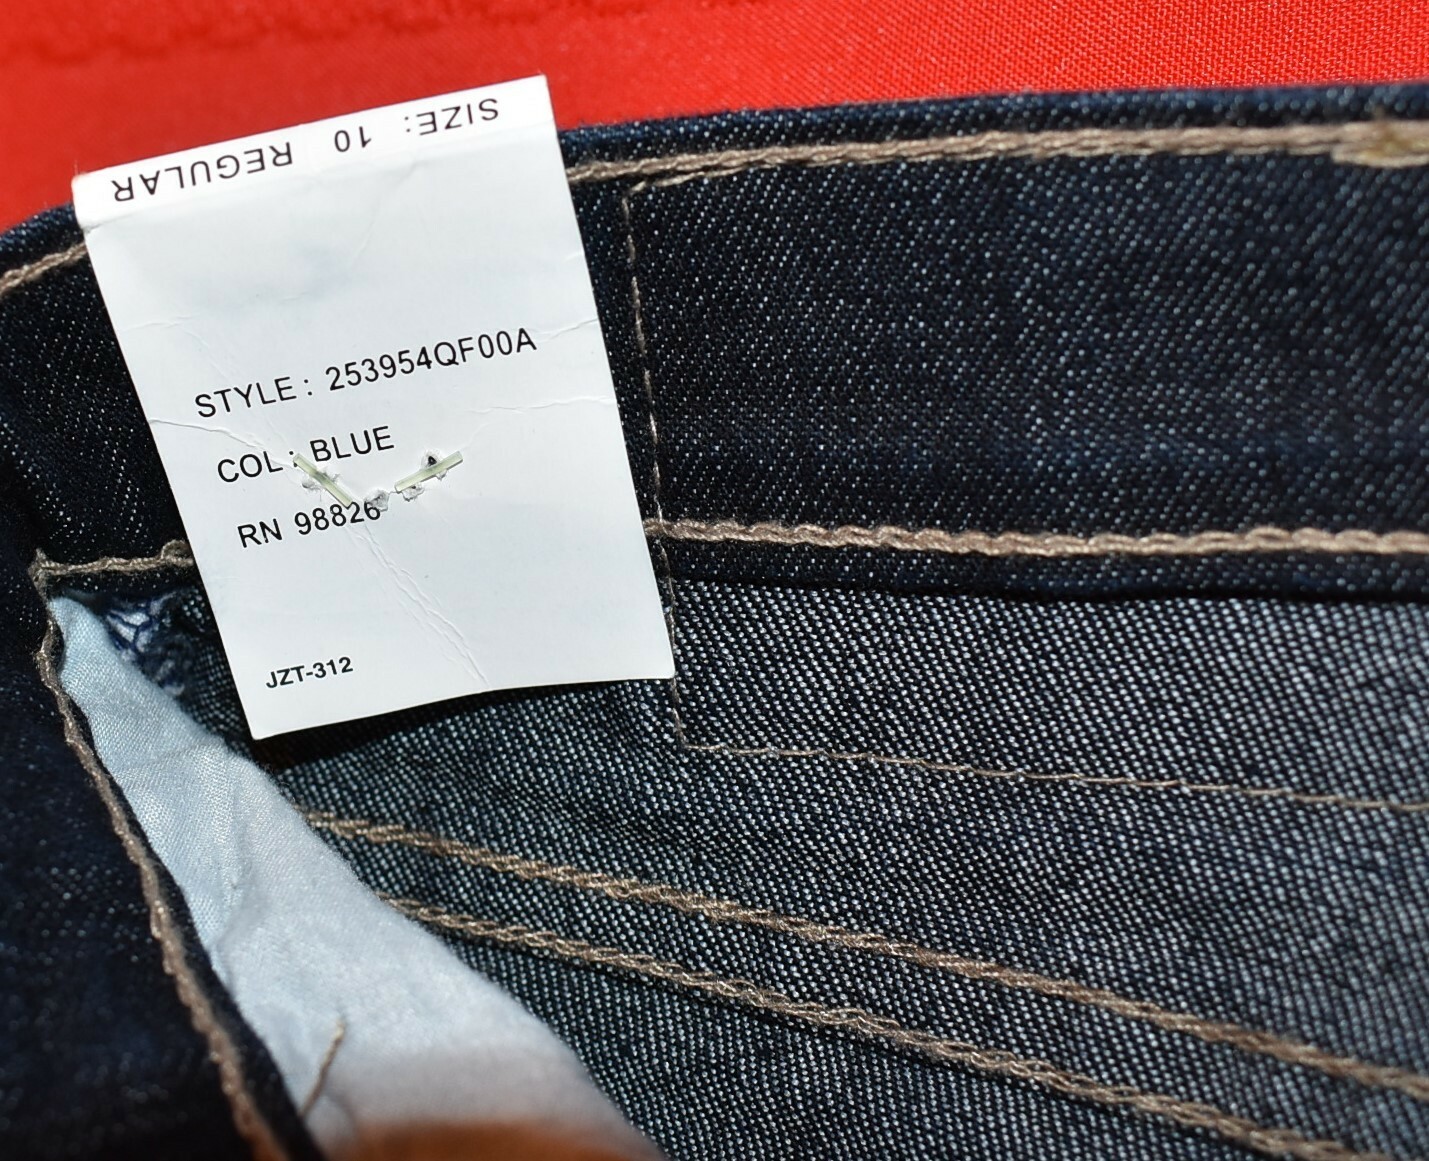 SIZE: 10 REGULAR
STYLE: 253954QF00A
COL: BLUE
RN 98826
JZT-312